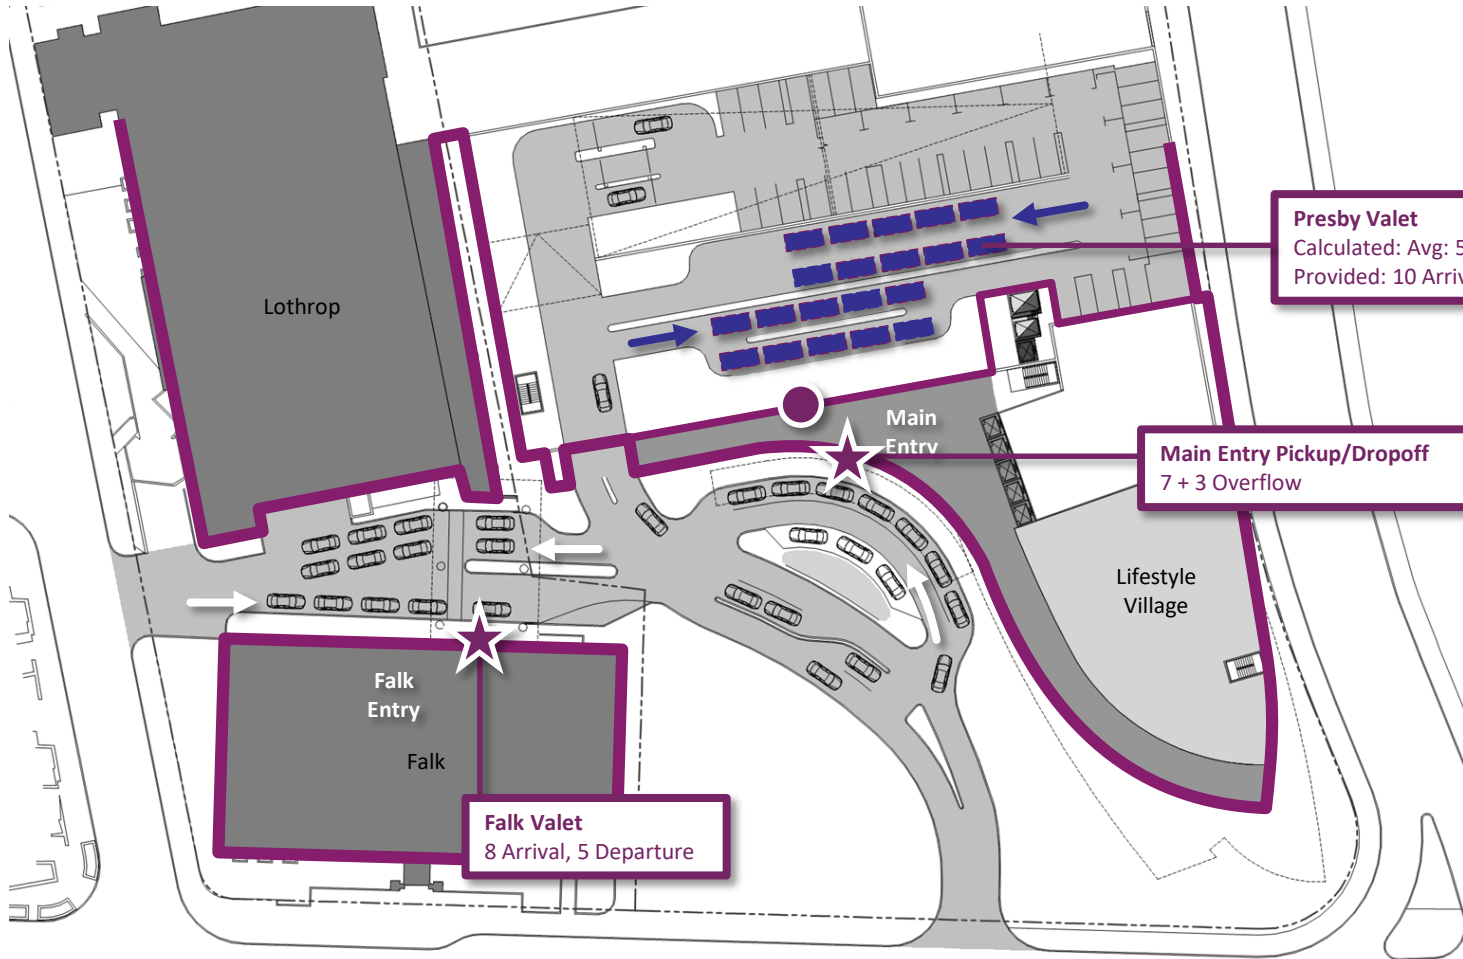 Lothrop
Presby Valet
Calculated: Avg: 5
Provided: 10 Arriv
Main
Entry
Main Entry Pickup/Dropoff
7 + 3 Overflow
Lifestyle
Village
Falk
Entry
Falk
Falk Valet
8 Arrival, 5 Departure